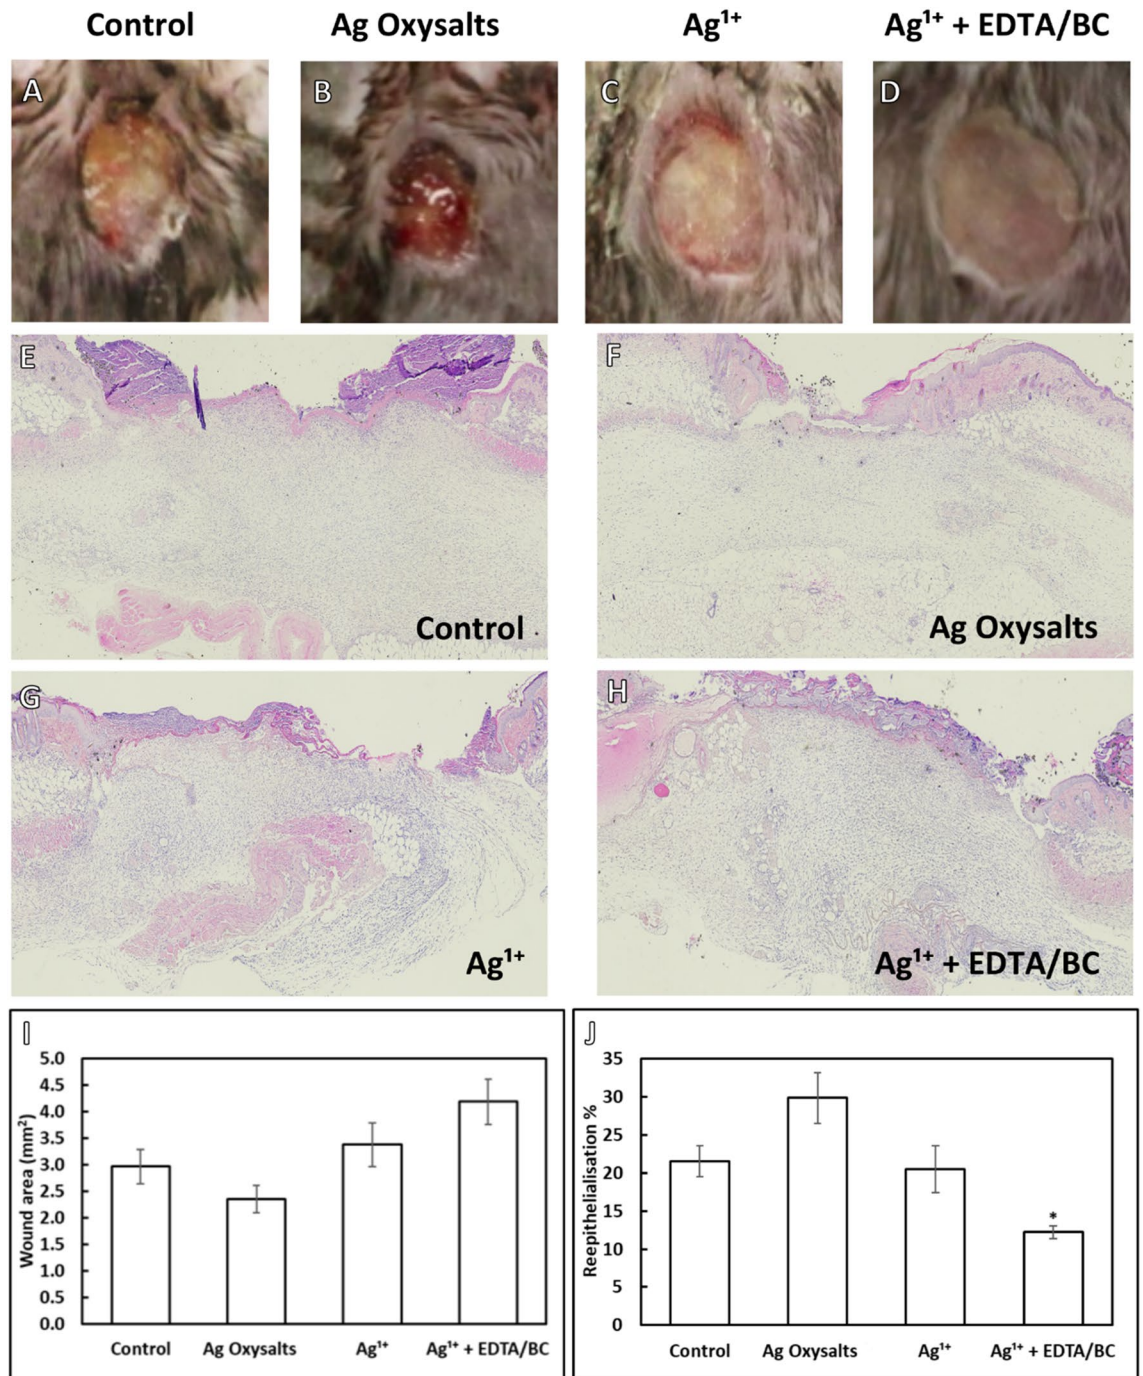 Control Ag Oxysalts Ag¹⁺ Ag¹⁺ + EDTA/BC
A B C D
E F
Control Ag Oxysalts
G H
Ag¹⁺ Ag¹⁺ + EDTA/BC
I J
5.0
4.5
4.0
3.5
3.0
2.5
2.0
1.5
1.0
0.5
0.0
Wound area (mm²)
Control Ag Oxysalts Ag¹⁺ Ag¹⁺ + EDTA/BC
35
30
25
20
15
10
5
0
Reepithelialisation %
*
Control Ag Oxysalts Ag¹⁺ Ag¹⁺ + EDTA/BC